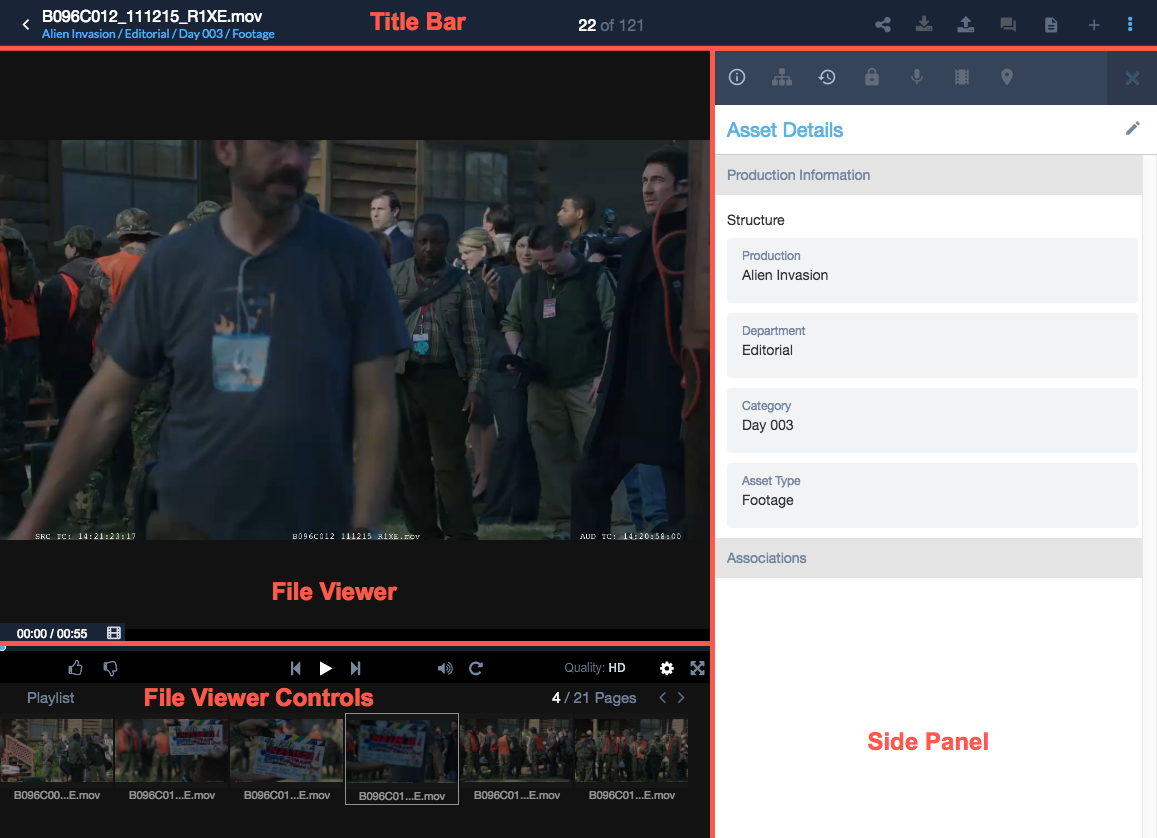 B096C012_111215_R1XE.mov
Alien Invasion / Editorial / Day 003 / Footage
Title Bar
22 of 121
Asset Details
Production Information
Structure
Production
Alien Invasion
Department
Editorial
Category
Day 003
Asset Type
Footage
Associations
Side Panel
SRC TC: 14:21:23:17
B096C012_111215_R1XE.mov
AUD TC: 14:20:58:00
File Viewer
00:00 / 00:55
Quality: HD
Playlist
File Viewer Controls
4 / 21 Pages
B096C00...E.mov
B096C01...E.mov
B096C01...E.mov
B096C01...E.mov
B096C01...E.mov
B096C01...E.mov